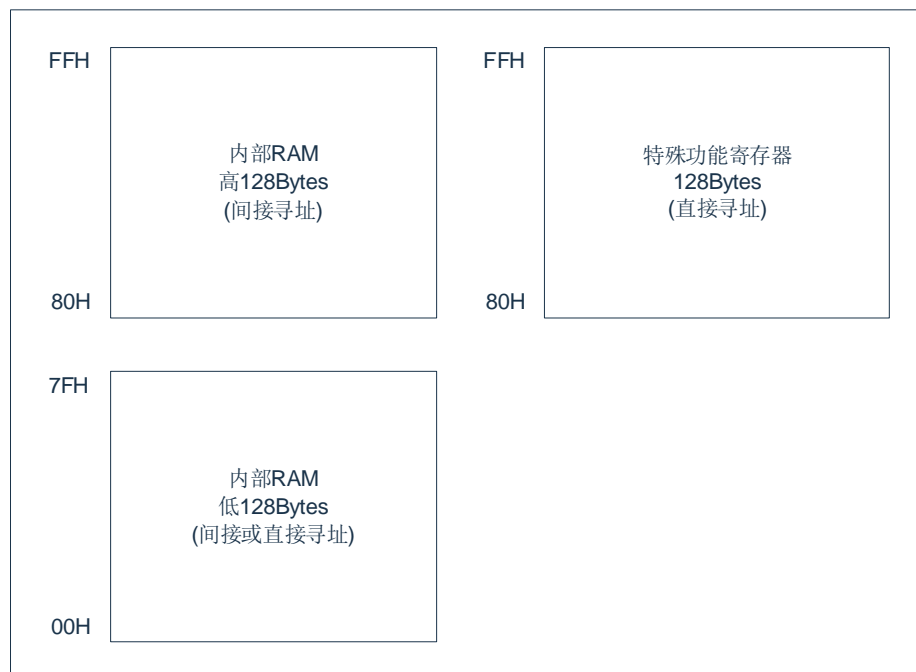 FFH
内部RAM
高128Bytes
(间接寻址)
80H
FFH
特殊功能寄存器
128Bytes
(直接寻址)
80H
7FH
内部RAM
低128Bytes
(间接或直接寻址)
00H